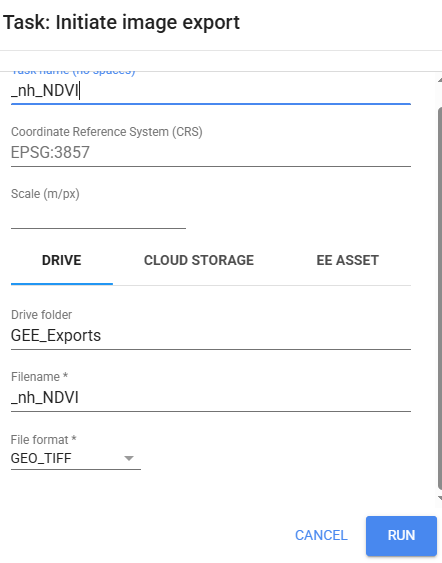 Task: Initiate image export
Task name (no spaces)
_nh_NDVI
Coordinate Reference System (CRS)
EPSG:3857
Scale (m/px)
DRIVE CLOUD STORAGE EE ASSET
Drive folder
GEE_Exports
Filename *
_nh_NDVI
File format *
GEO_TIFF
CANCEL RUN